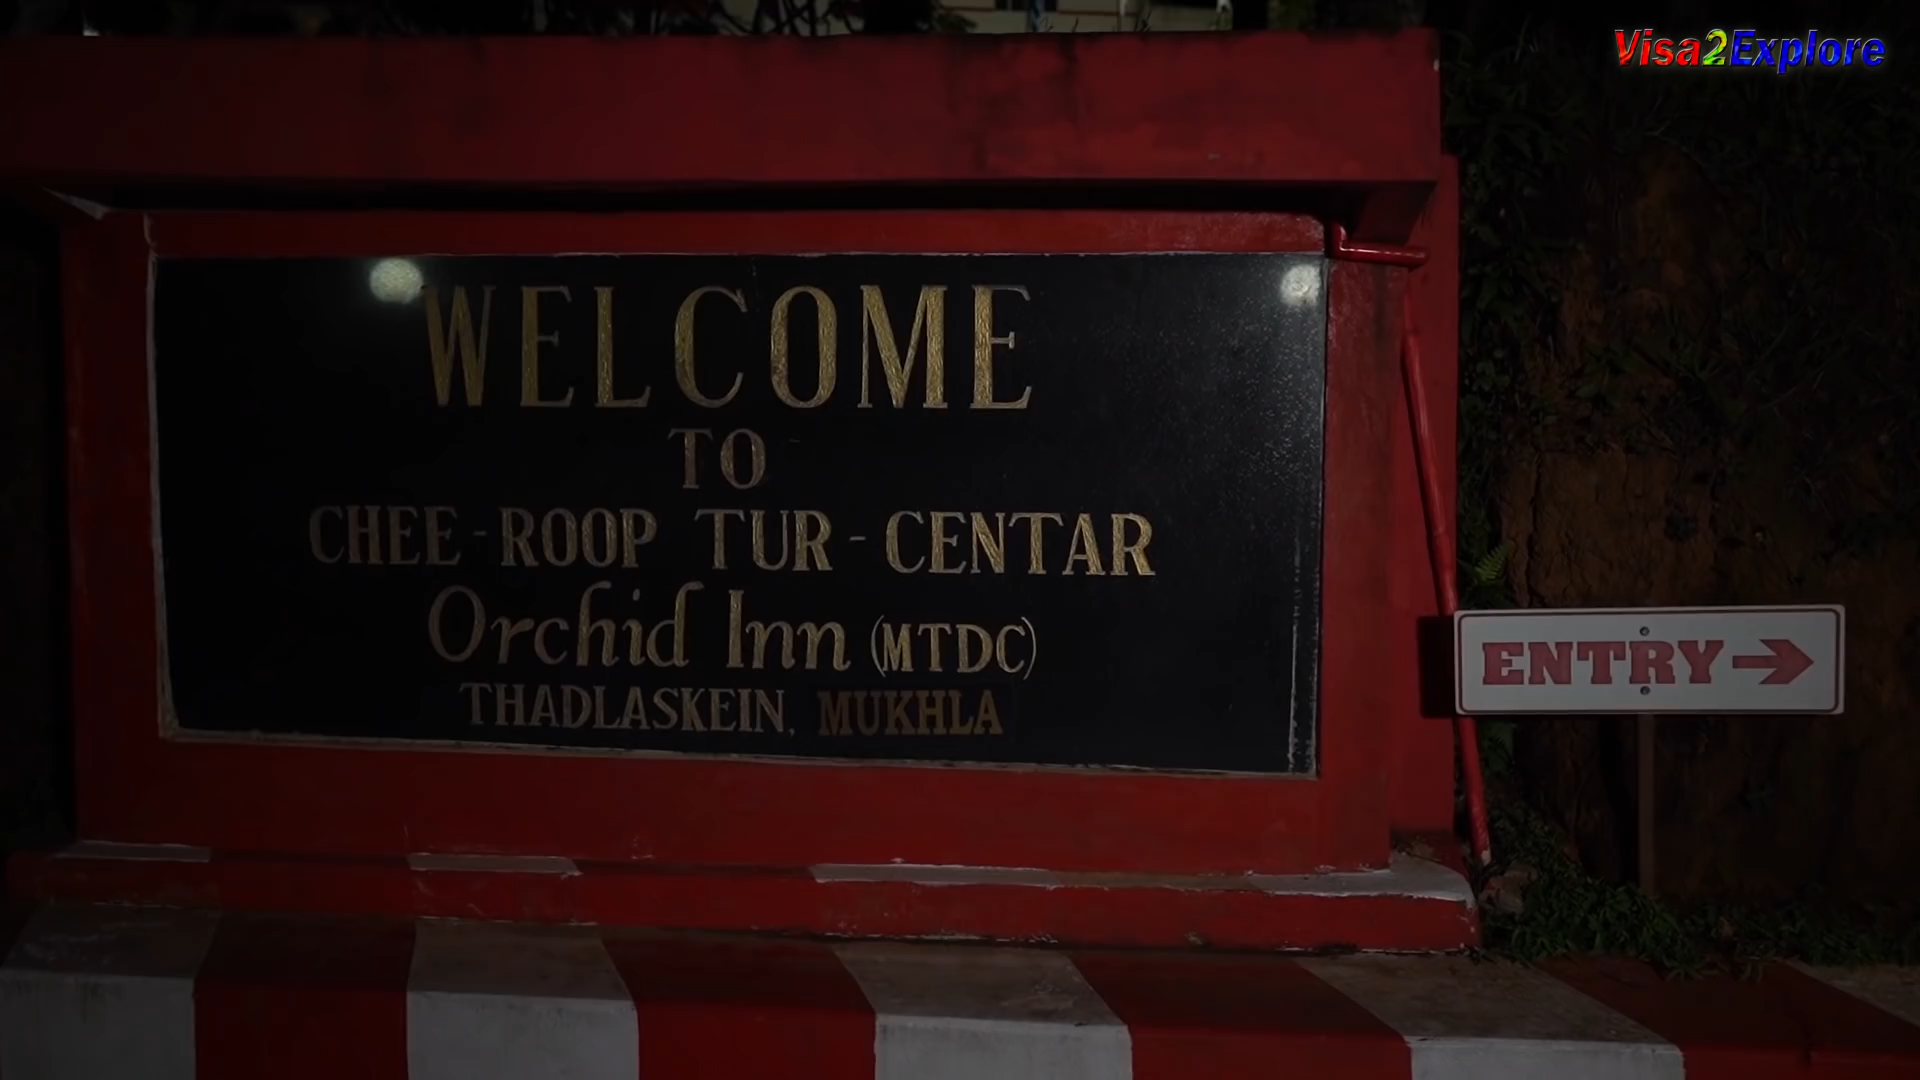 Visa2Explore
WELCOME
TO
CHEE-ROOP TUR-CENTAR
Orchid Inn (MTDC)
THADLASKEIN, MUKHLA
ENTRY